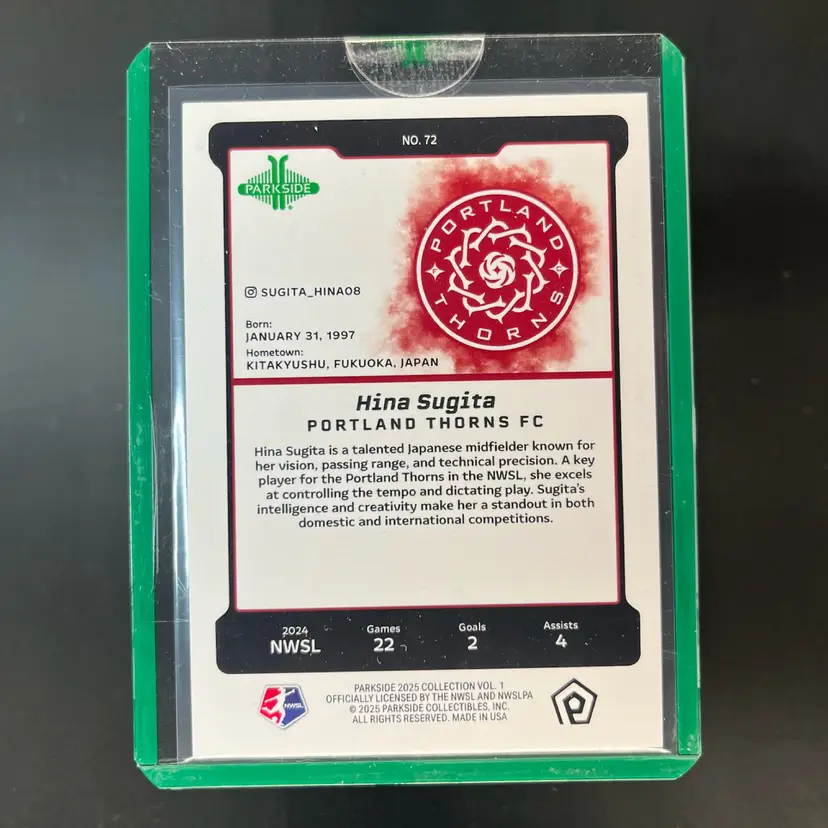 NO. 72
PARKSIDE
PORTLAND
THORNS
SUGITA_HINA08
Born:
JANUARY 31, 1997
Hometown:
KITAKYUSHU, FUKUOKA, JAPAN
Hina Sugita
PORTLAND THORNS FC
Hina Sugita is a talented Japanese midfielder known for
her vision, passing range, and technical precision. A key
player for the Portland Thorns in the NWSL, she excels
at controlling the tempo and dictating play. Sugita's
intelligence and creativity make her a standout in both
domestic and international competitions.
2024 Games Goals Assists
NWSL 22 2 4
PARKSIDE 2025 COLLECTION VOL. 1
OFFICIALLY LICENSED BY THE NWSL AND NWSLPA
© 2025 PARKSIDE COLLECTIBLES, INC.
ALL RIGHTS RESERVED. MADE IN USA
NWSL